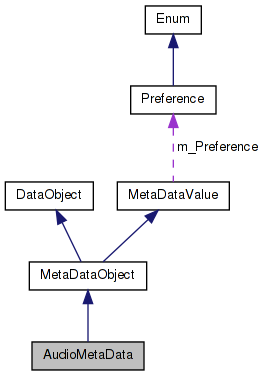 Enum
Preference
m_Preference
DataObject
MetaDataValue
MetaDataObject
AudioMetaData